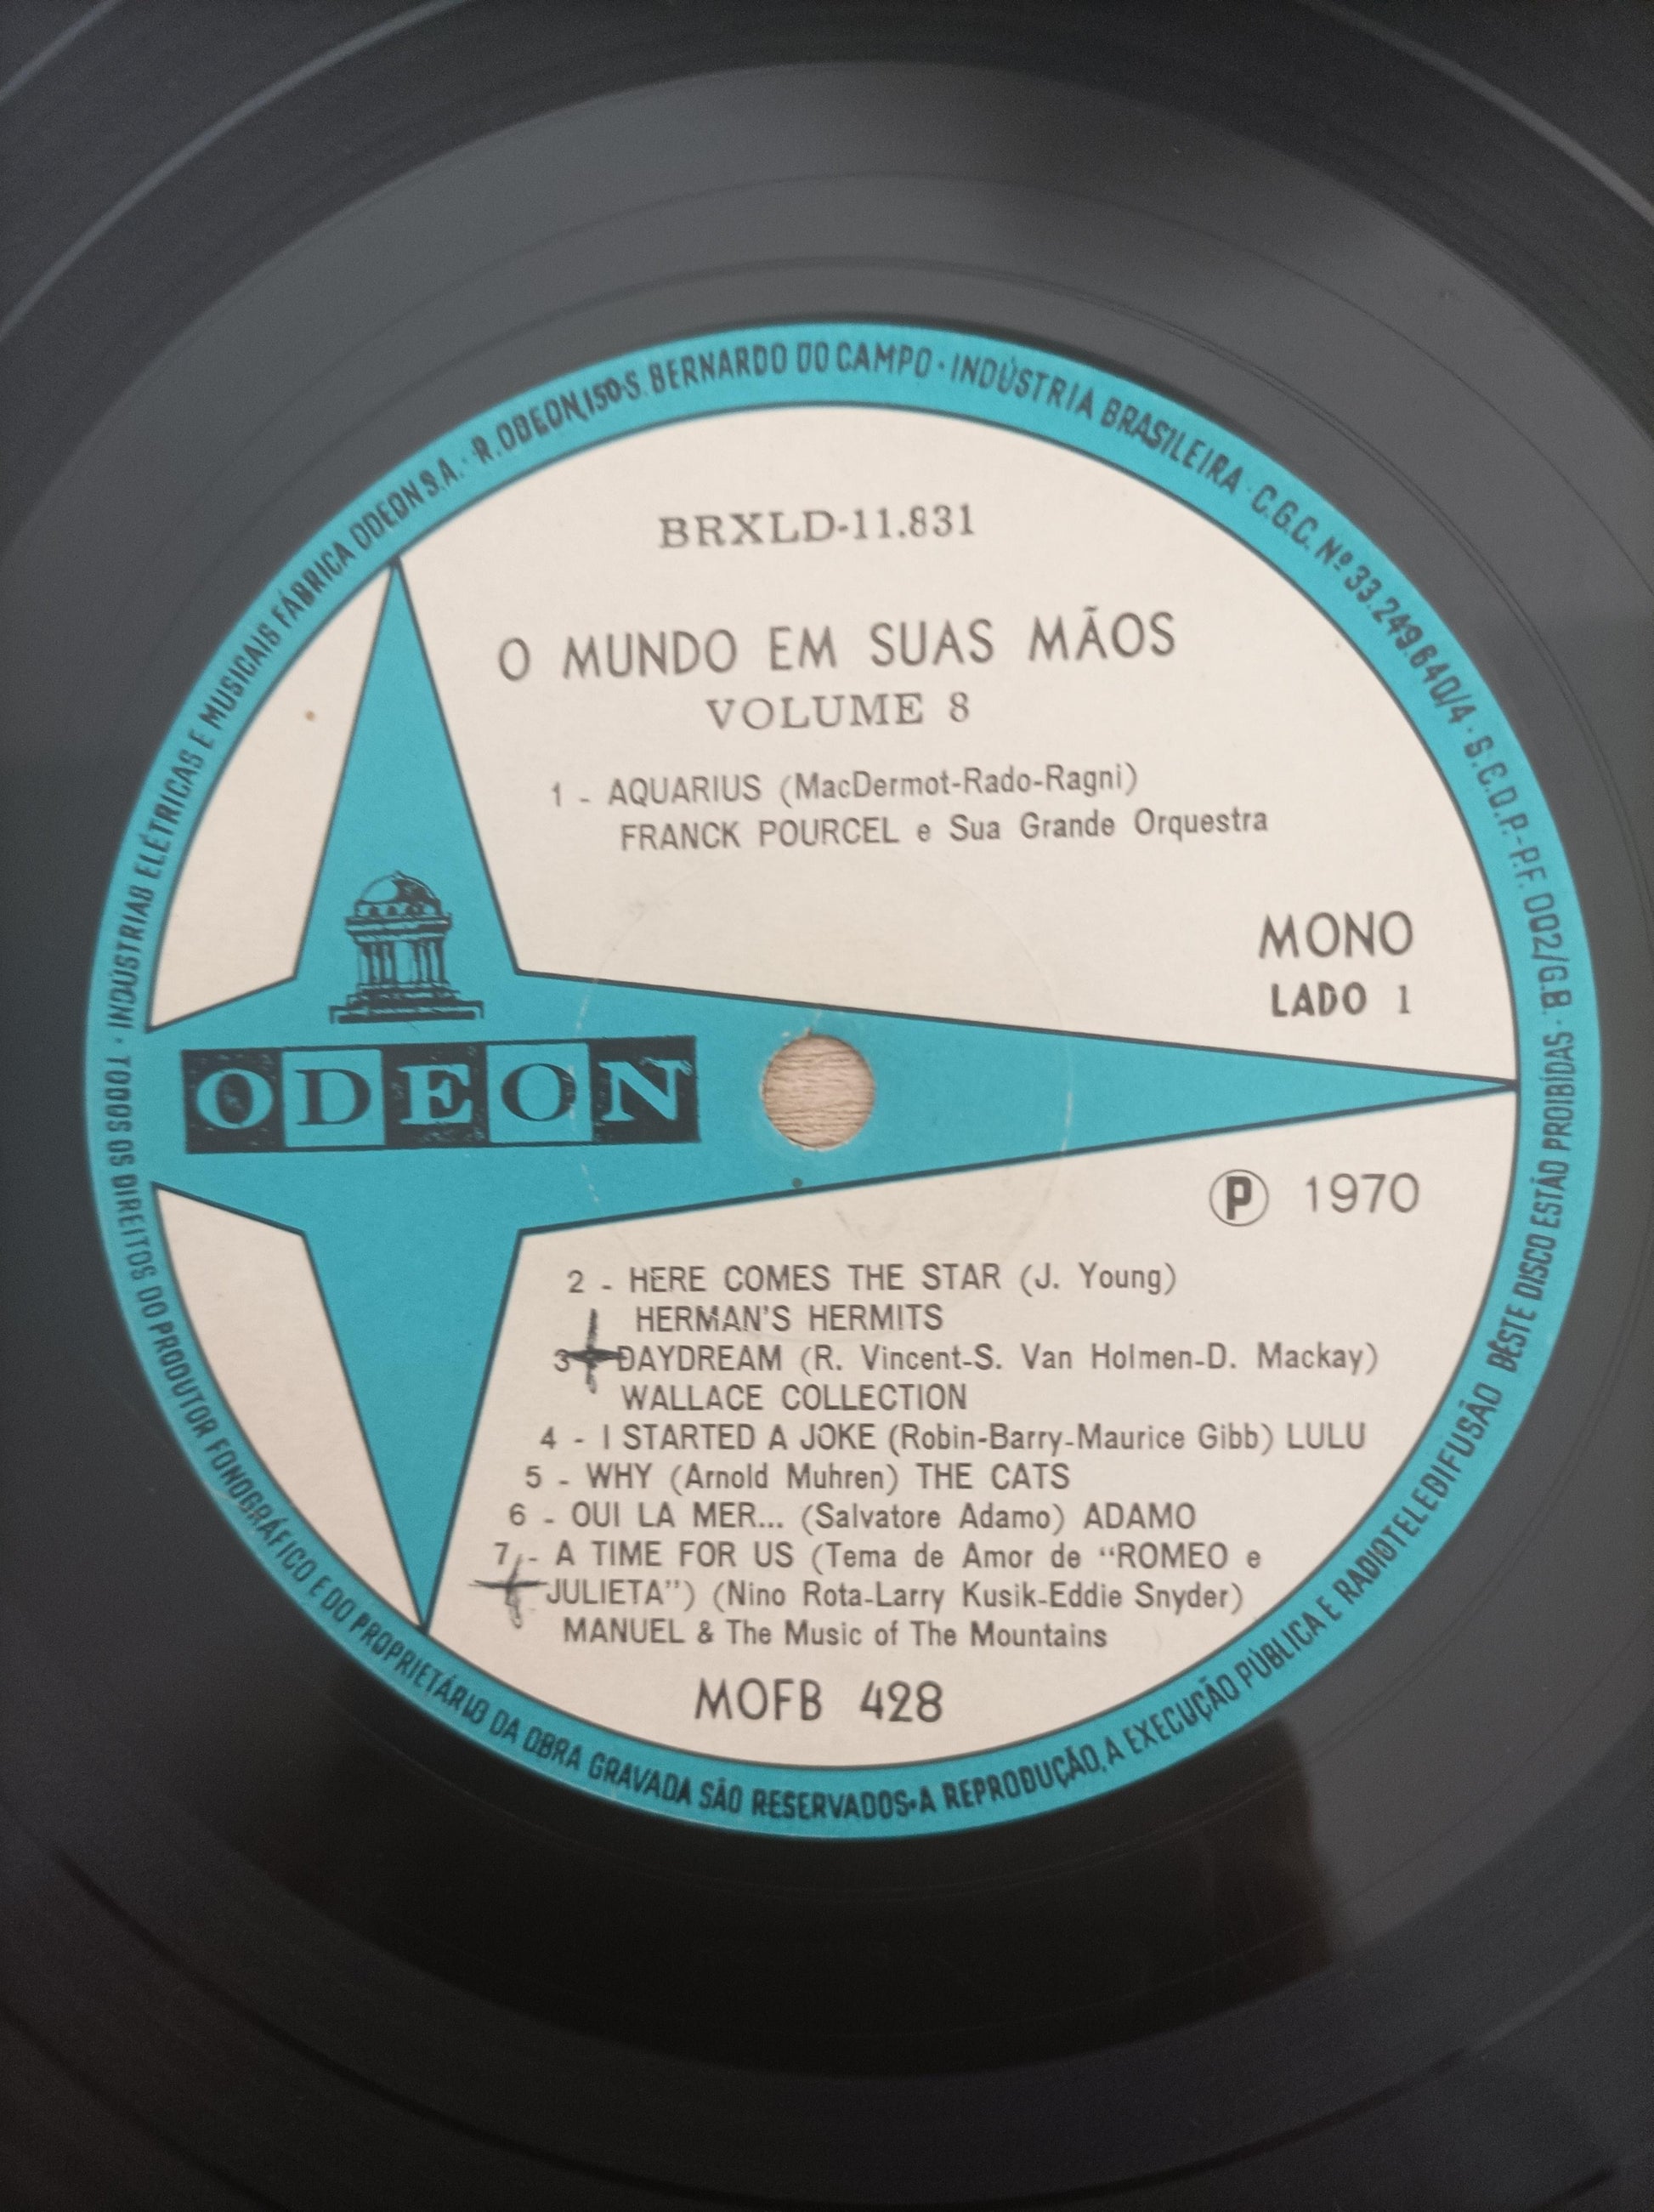 BRXLD-11.831
O MUNDO EM SUAS MÃOS
VOLUME 8
1 - AQUARIUS (MacDermot-Rado-Ragni)
FRANCK POURCEL e Sua Grande Orquestra
MONO
LADO 1
ODEON
Ⓟ 1970
2 - HERE COMES THE STAR (J. Young)
HERMAN'S HERMITS
3 - DAYDREAM (R. Vincent-S. Van Holmen-D. Mackay)
WALLACE COLLECTION
4 - I STARTED A JOKE (Robin-Barry-Maurice Gibb) LULU
5 - WHY (Arnold Muhren) THE CATS
6 - OUI LA MER... (Salvatore Adamo) ADAMO
7 - A TIME FOR US (Tema de Amor de “ROMEO e
JULIETA”) (Nino Rota-Larry Kusik-Eddie Snyder)
MANUEL & The Music of The Mountains
MOFB 428
· INDÚSTRIAS ELÉTRICAS E MUSICAIS FÁBRICA ODEON S.A. · R. ODEON, 150-S. BERNARDO DO CAMPO · INDÚSTRIA BRASILEIRA · C.G.C. Nº 33.249.640/4 · S.C.D.P.-P.F. 002/G.B. ·
TODOS OS DIREITOS DO PRODUTOR FONOGRÁFICO E DO PROPRIETÁRIO DA OBRA GRAVADA SÃO RESERVADOS·A REPRODUÇÃO, A EXECUÇÃO PÚBLICA E RADIOTELEDIFUSÃO DÊSTE DISCO ESTÃO PROIBIDAS ·